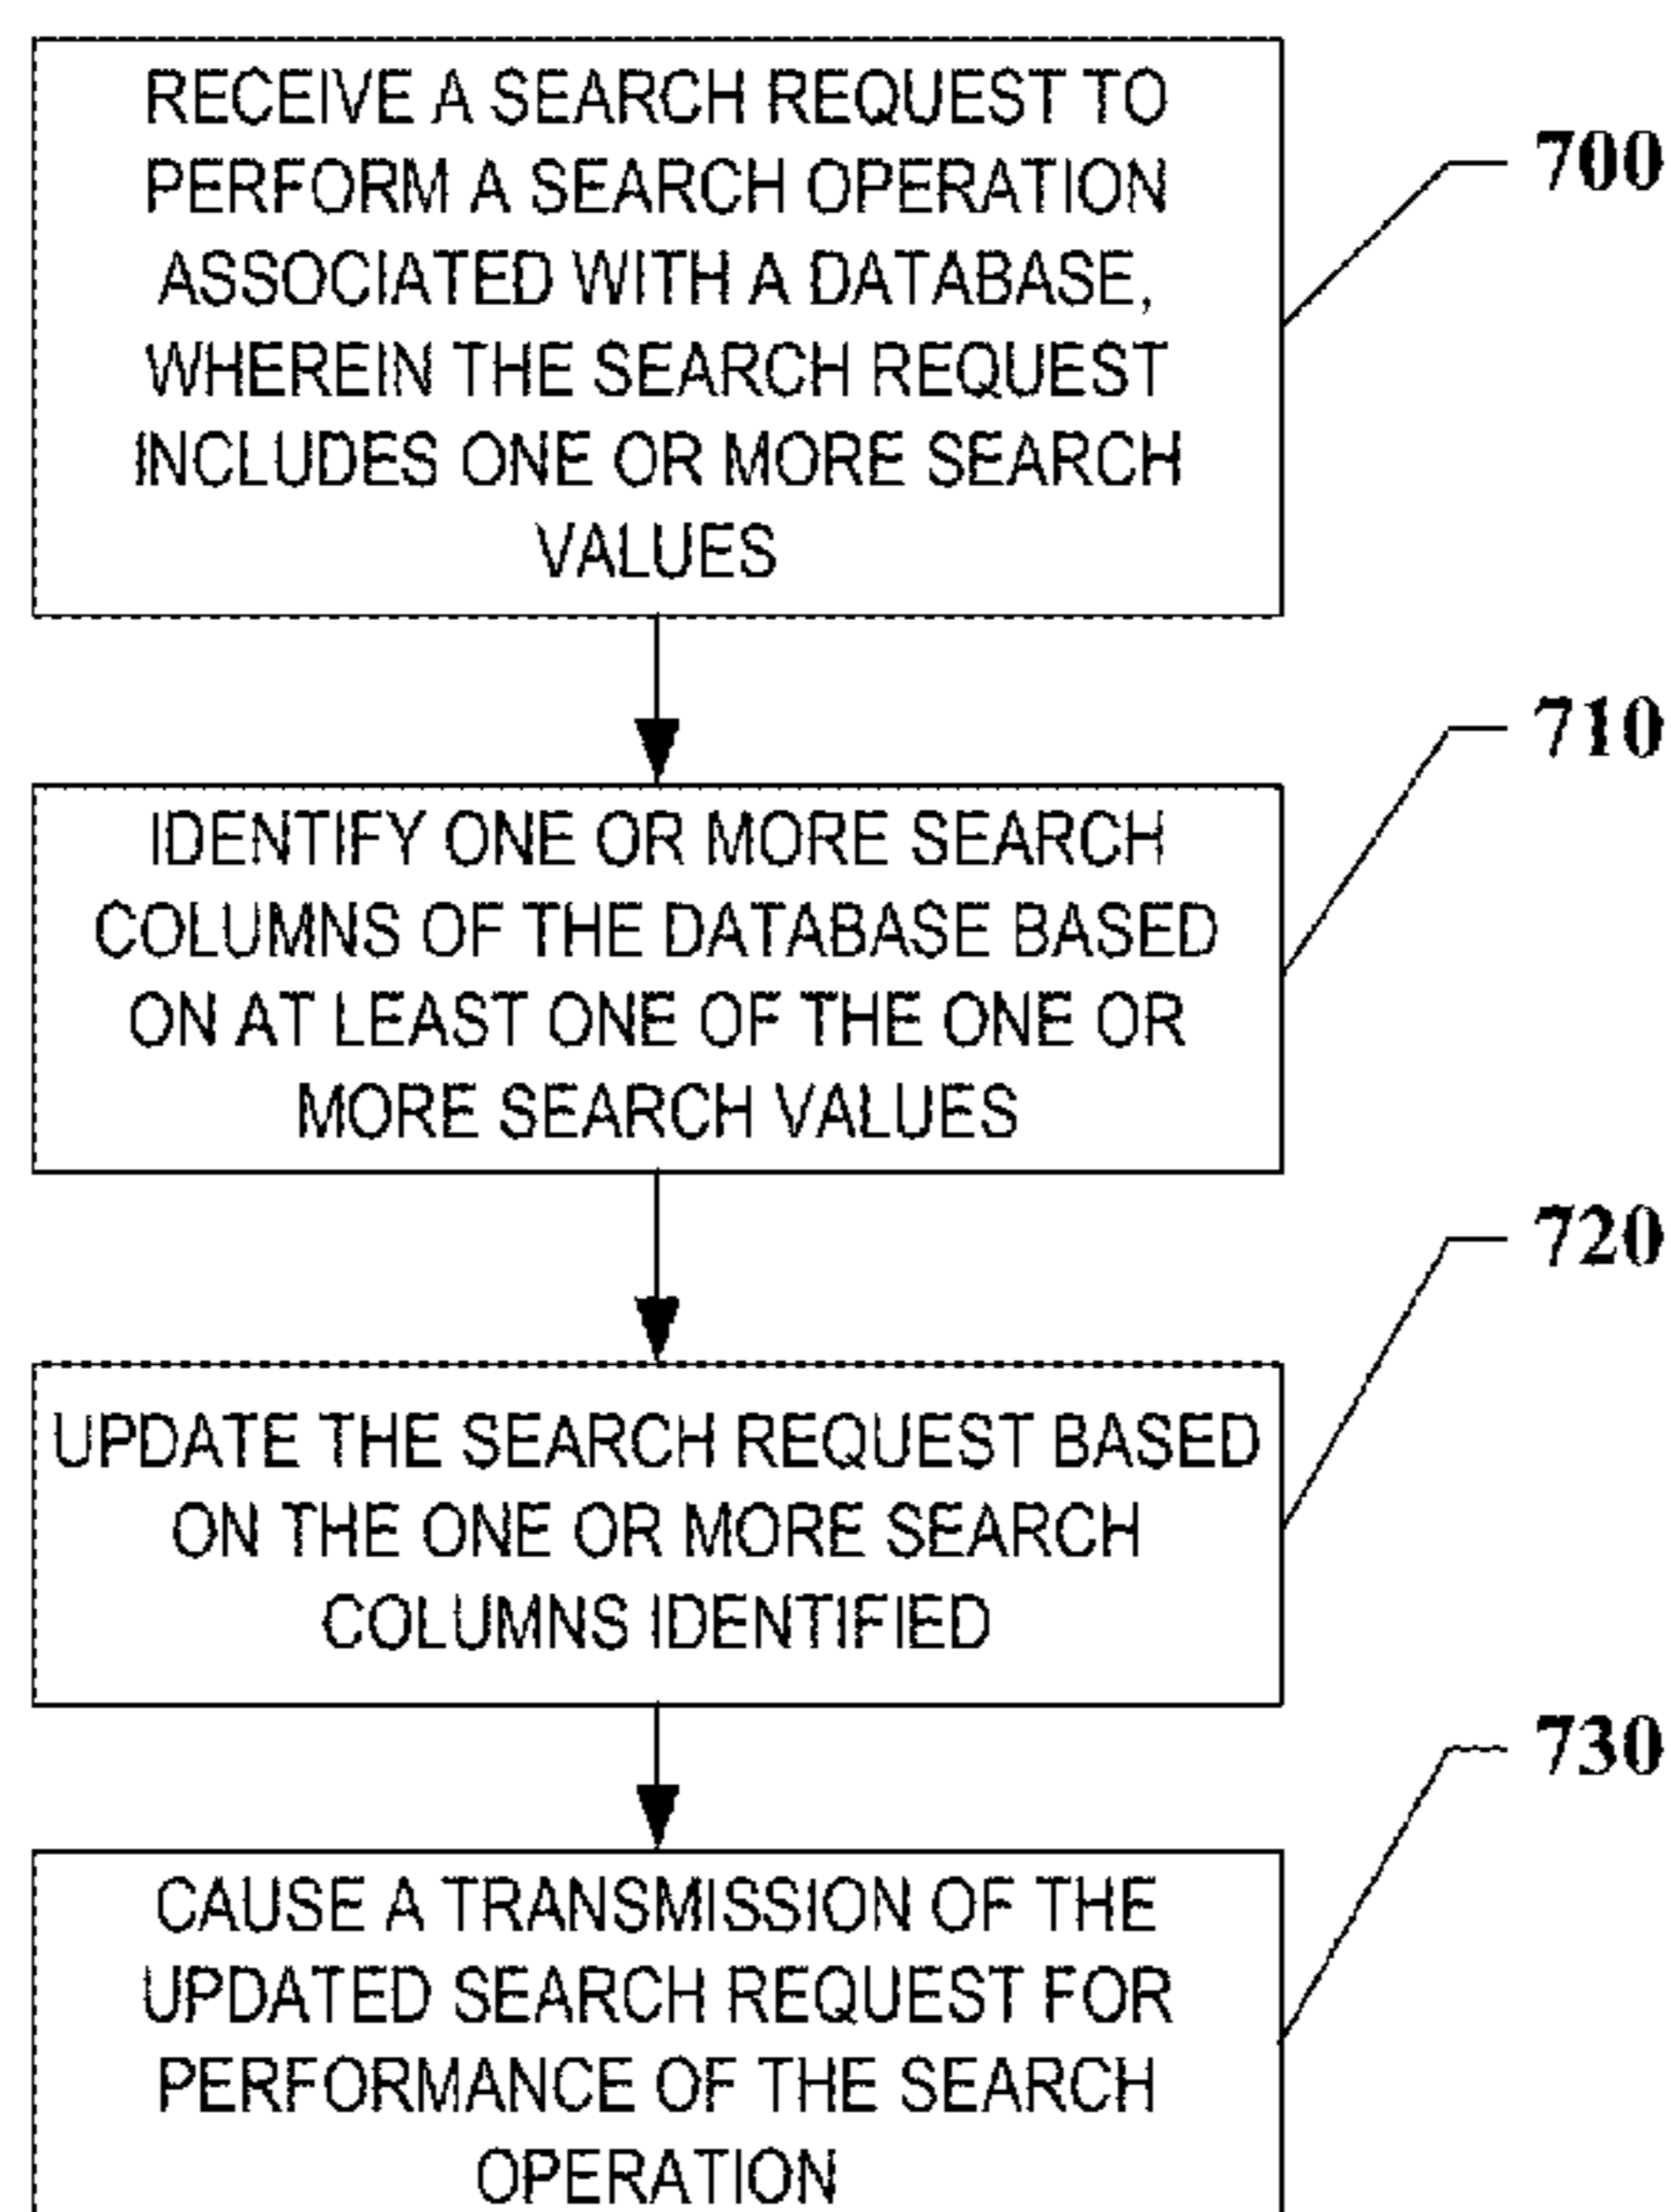 RECEIVE A SEARCH REQUEST TO
PERFORM A SEARCH OPERATION
ASSOCIATED WITH A DATABASE,
WHEREIN THE SEARCH REQUEST
INCLUDES ONE OR MORE SEARCH
VALUES
700
IDENTIFY ONE OR MORE SEARCH
COLUMNS OF THE DATABASE BASED
ON AT LEAST ONE OF THE ONE OR
MORE SEARCH VALUES
710
UPDATE THE SEARCH REQUEST BASED
ON THE ONE OR MORE SEARCH
COLUMNS IDENTIFIED
720
CAUSE A TRANSMISSION OF THE
UPDATED SEARCH REQUEST FOR
PERFORMANCE OF THE SEARCH
OPERATION
730